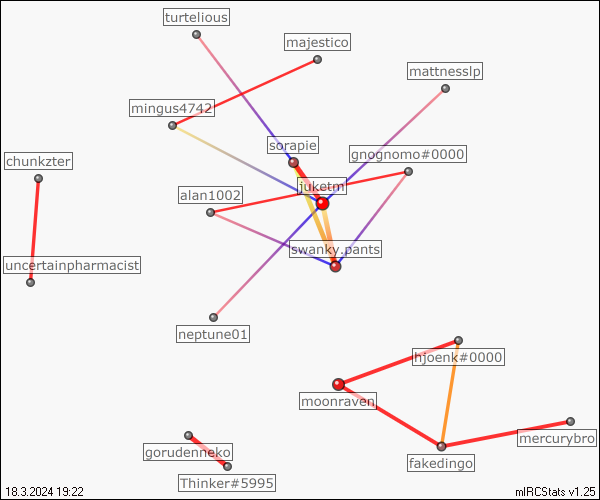 turtelious
majestico
mattnesslp
mingus4742
sorapie
gnognomo#0000
chunkzter
juketm
alan1002
swanky.pants
uncertainpharmacist
neptune01
hjoenk#0000
moonraven
mercurybro
gorudenneko
fakedingo
Thinker#5995
18.3.2024 19:22
mIRCStats v1.25